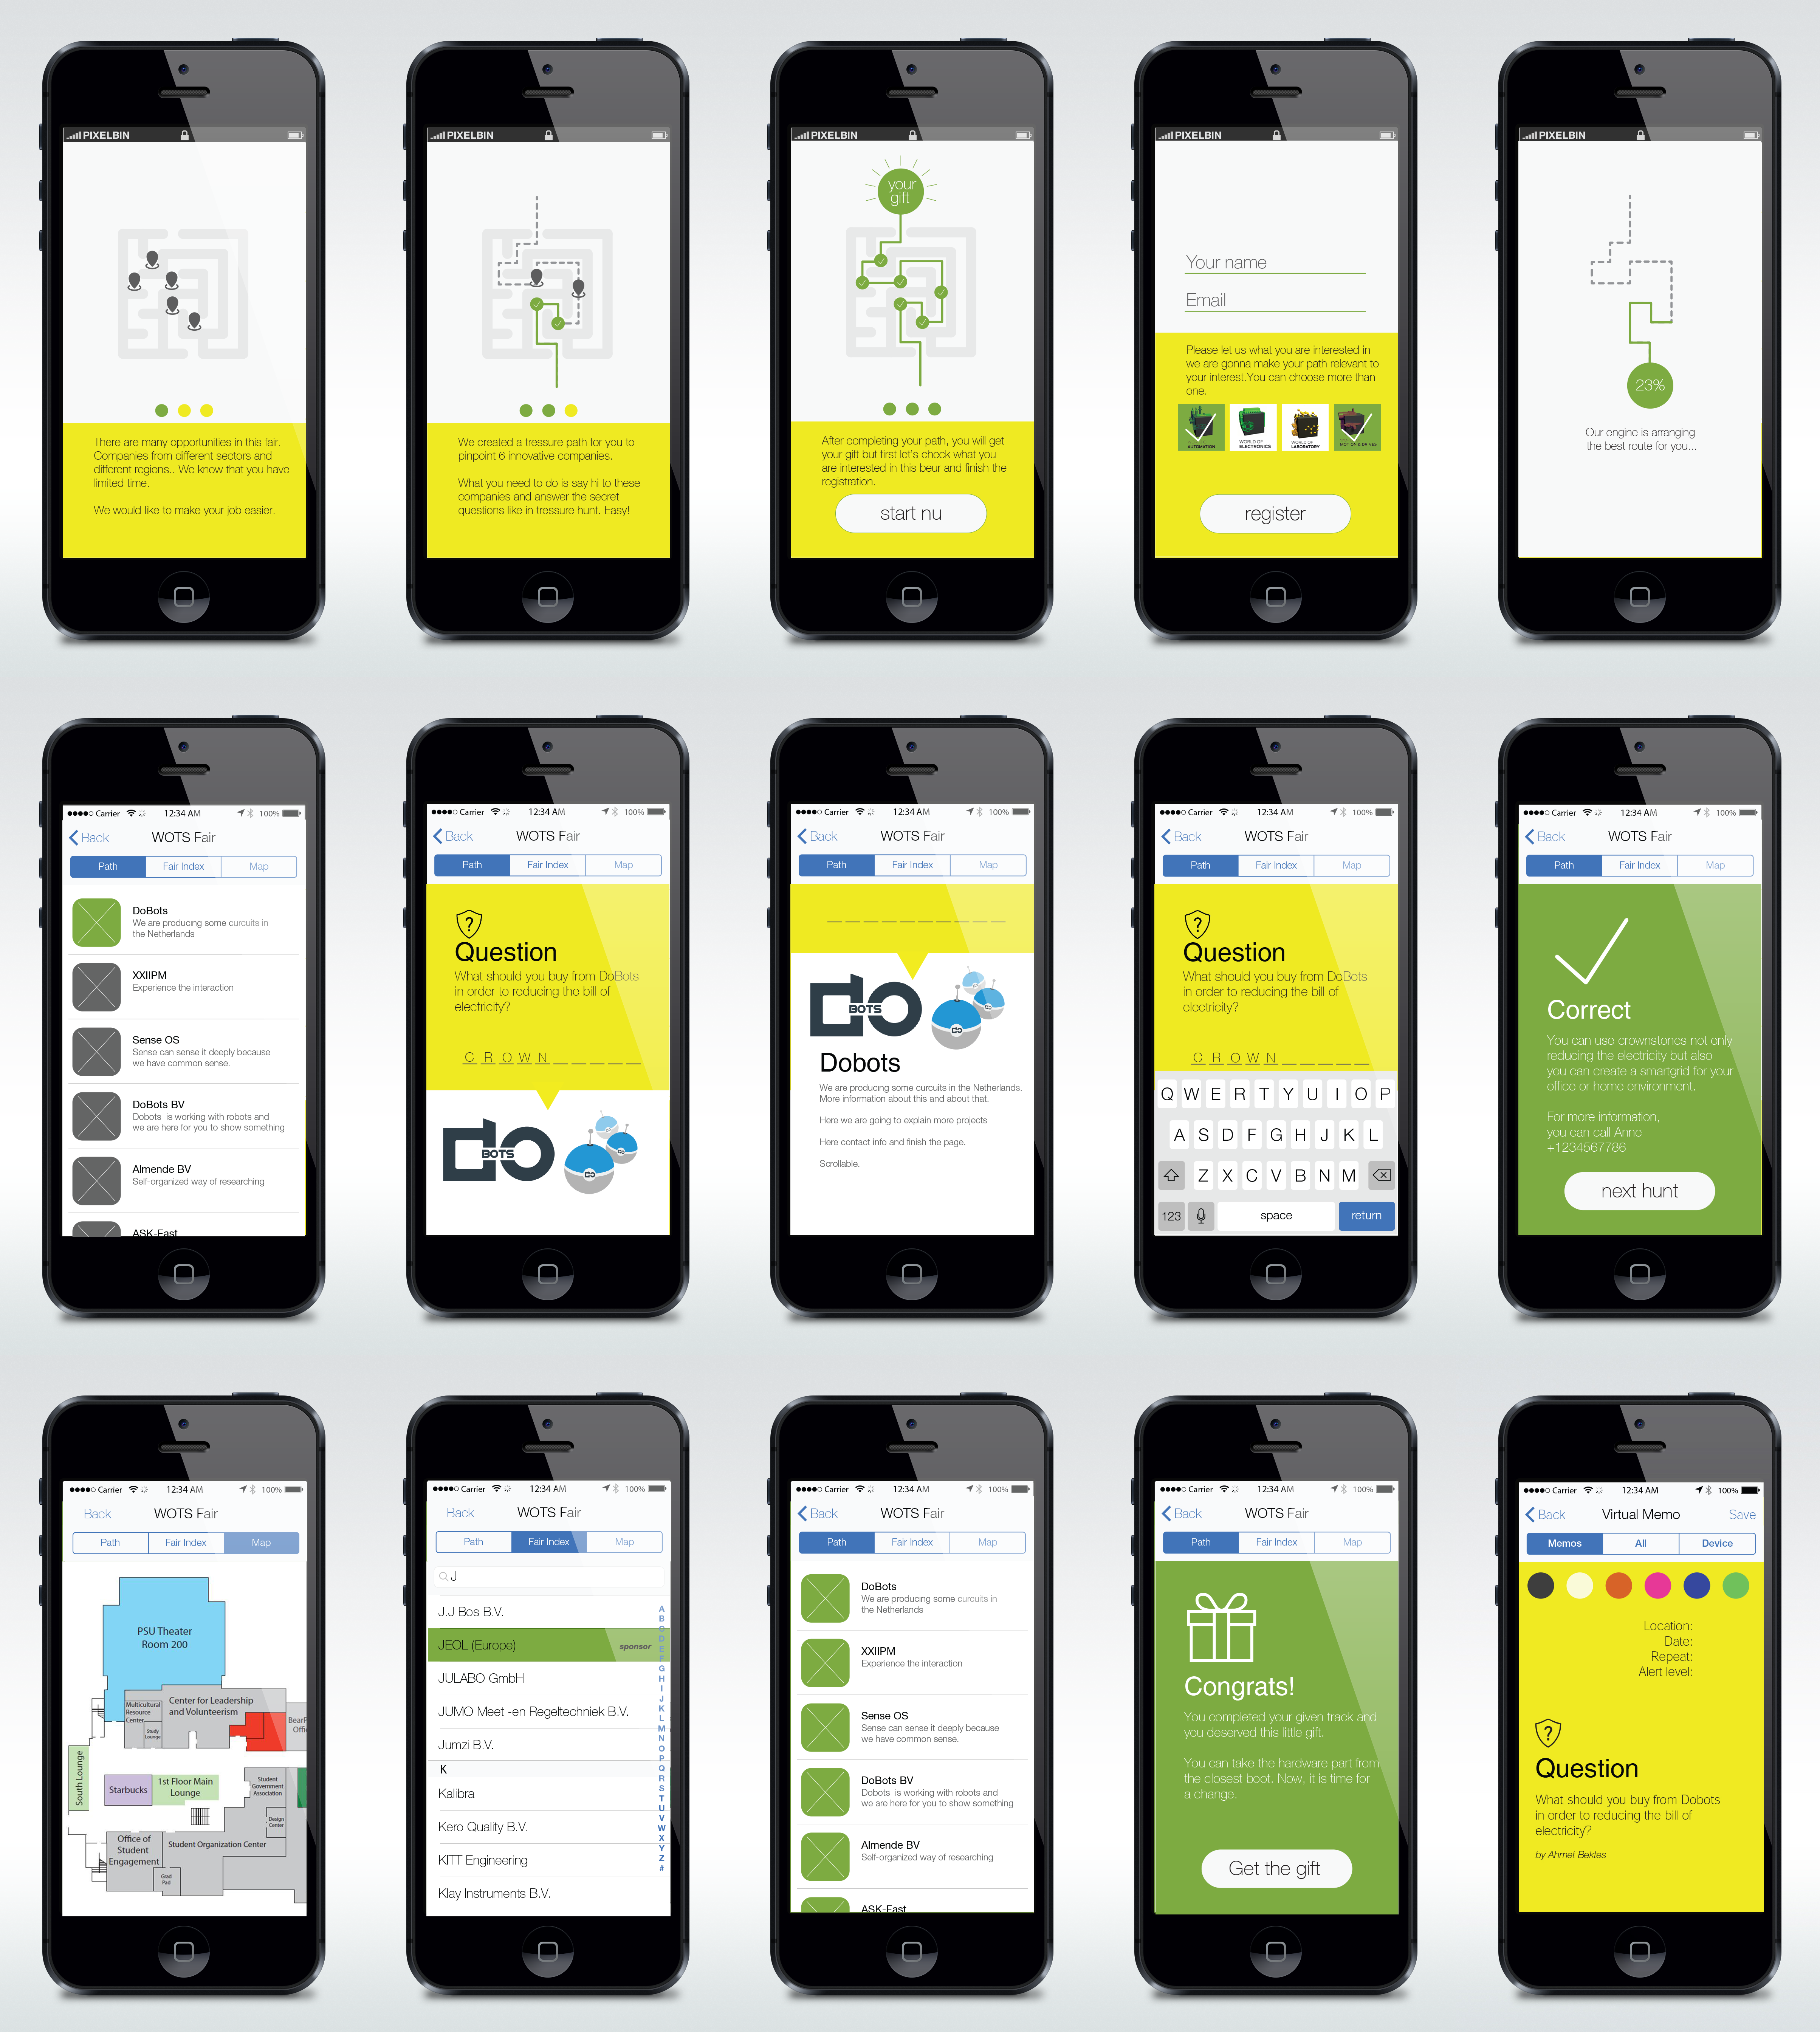 PIXELBIN
There are many opportunities in this fair.
Companies from different sectors and
different regions.. We know that you have
limited time.
We would like to make your job easier.
PIXELBIN
We created a tressure path for you to
pinpoint 6 innovative companies.
What you need to do is say hi to these
companies and answer the secret
questions like in tressure hunt. Easy!
PIXELBIN
your
gift
After completing your path, you will get
your gift but first let's check what you
are interested in this beur and finish the
registration.
start nu
PIXELBIN
Your name
Email
Please let us what you are interested in
we are gonna make your path relevant to
your interest.You can choose more than
one.
AUTOMATION
WORLD OF
ELECTRONICS
WORLD OF
LABORATORY
MOTION & DRIVES
register
PIXELBIN
23%
Our engine is arranging
the best route for you...
Carrier 12:34 AM 100%
Back WOTS Fair
Path Fair Index Map
DoBots
We are producing some curcuits in
the Netherlands
XXIIPM
Experience the interaction
Sense OS
Sense can sense it deeply because
we have common sense.
DoBots BV
Dobots is working with robots and
we are here for you to show something
Almende BV
Self-organized way of researching
ASK-Fast
Carrier 12:34 AM 100%
Back WOTS Fair
Path Fair Index Map
?
Question
What should you buy from DoBots
in order to reducing the bill of
electricity?
C R O W N _ _ _ _ _
do BOTS
Carrier 12:34 AM 100%
Back WOTS Fair
Path Fair Index Map
do BOTS
Dobots
We are producing some curcuits in the Netherlands.
More information about this and about that.
Here we are going to explain more projects
Here contact info and finish the page.
Scrollable.
Carrier 12:34 AM 100%
Back WOTS Fair
Path Fair Index Map
?
Question
What should you buy from DoBots
in order to reducing the bill of
electricity?
C R O W N _ _ _ _ _
Q W E R T Y U I O P
A S D F G H J K L
Z X C V B N M
123 space return
Carrier 12:34 AM 100%
Back WOTS Fair
Path Fair Index Map
Correct
You can use crownstones not only
reducing the electricity but also
you can create a smartgrid for your
office or home environment.
For more information,
you can call Anne
+1234567786
next hunt
Carrier 12:34 AM 100%
Back WOTS Fair
Path Fair Index Map
PSU Theater
Room 200
Multicultural
Resource
Center
Study
Lounge
Center for Leadership
and Volunteerism
South Lounge
Starbucks
1st Floor Main
Lounge
Student
Government
Association
Design
Center
Office of
Student
Engagement
Student Organization Center
Grad
Pad
Carrier 12:34 AM 100%
Back WOTS Fair
Path Fair Index Map
J
J.J Bos B.V.
JEOL (Europe) sponsor
JULABO GmbH
JUMO Meet -en Regeltechniek B.V.
Jumzi B.V.
K
Kalibra
Kero Quality B.V.
KITT Engineering
Klay Instruments B.V.
A
B
C
D
E
F
G
H
I
J
K
L
M
N
O
P
Q
R
S
T
U
V
W
X
Y
Z
#
Carrier 12:34 AM 100%
Back WOTS Fair
Path Fair Index Map
DoBots
We are producing some curcuits in
the Netherlands
XXIIPM
Experience the interaction
Sense OS
Sense can sense it deeply because
we have common sense.
DoBots BV
Dobots is working with robots and
we are here for you to show something
Almende BV
Self-organized way of researching
ASK-Fast
Carrier 12:34 AM 100%
Back WOTS Fair
Path Fair Index Map
Congrats!
You completed your given track and
you deserved this little gift.
You can take the hardware part from
the closest boot. Now, it is time for
a change.
Get the gift
Carrier 12:34 AM 100%
Back Virtual Memo Save
Memos All Device
Location:
Date:
Repeat:
Alert level:
?
Question
What should you buy from Dobots
in order to reducing the bill of
electricity?
by Ahmet Bektes